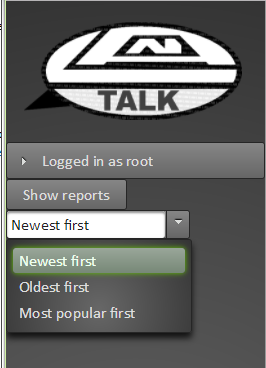 TALK
Logged in as root
Show reports
Newest first
Newest first
Oldest first
Most popular first